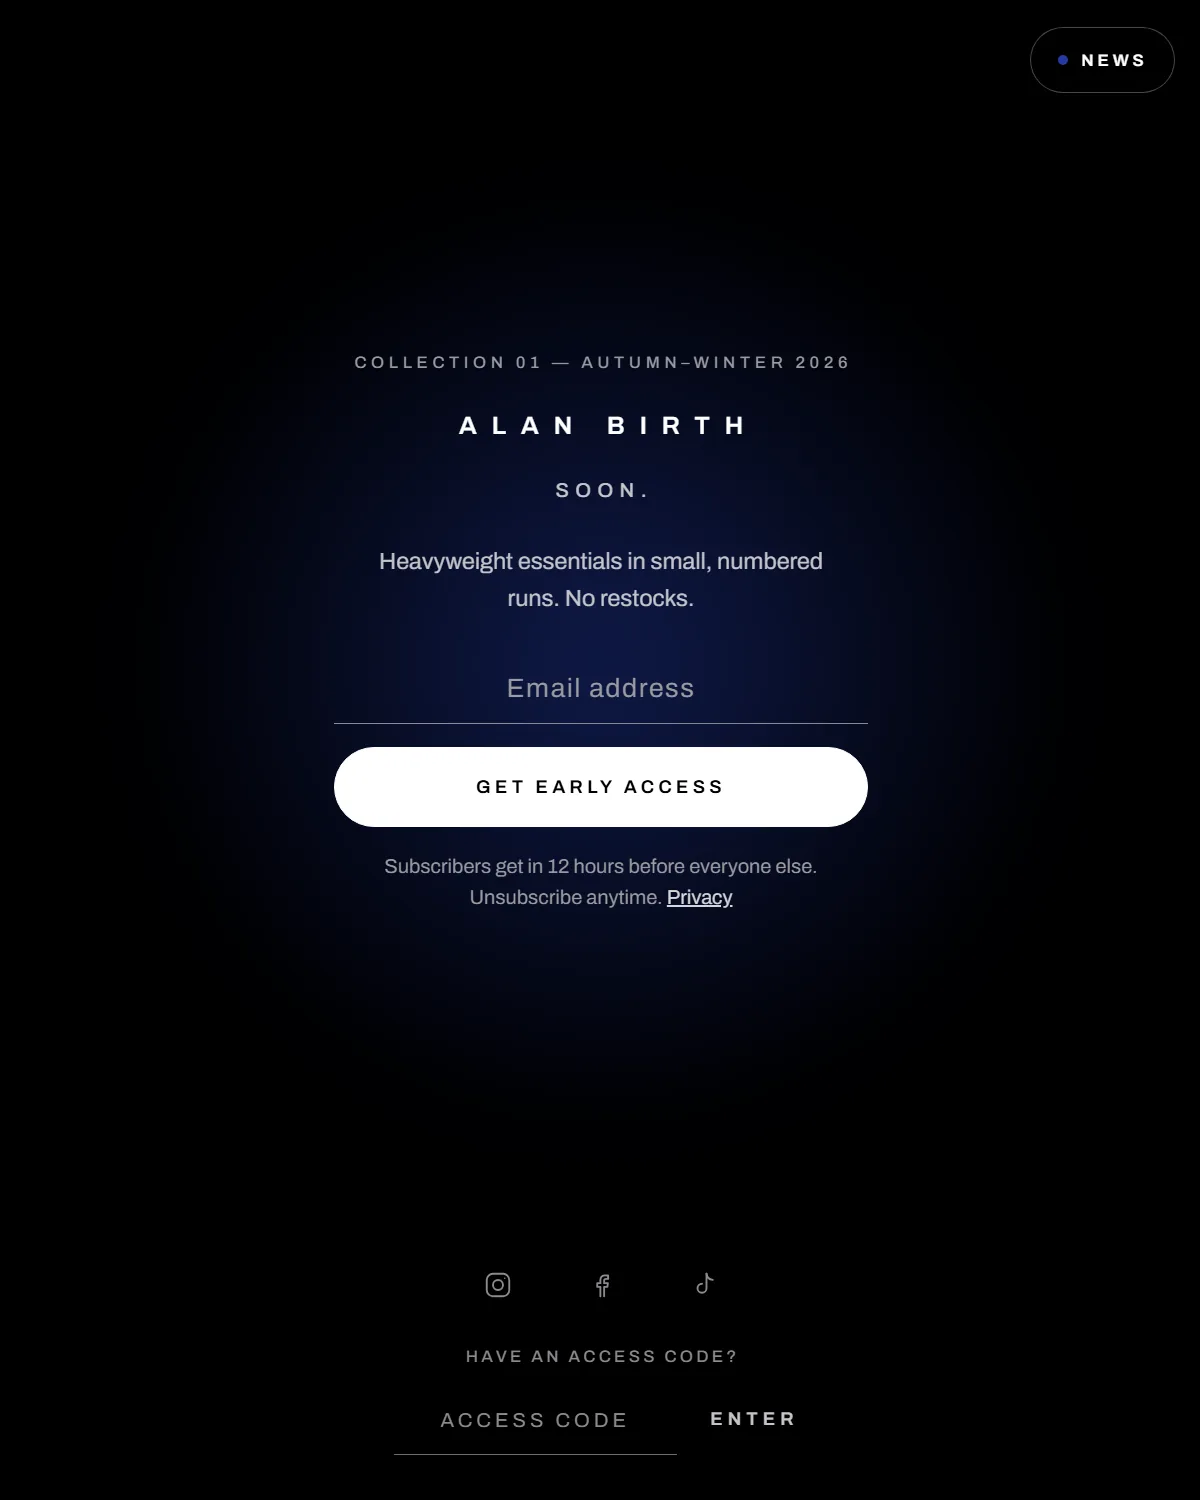 NEWS
COLLECTION 01 — AUTUMN–WINTER 2026
ALAN BIRTH
SOON.
Heavyweight essentials in small, numbered
runs. No restocks.
Email address
GET EARLY ACCESS
Subscribers get in 12 hours before everyone else.
Unsubscribe anytime. Privacy
HAVE AN ACCESS CODE?
ACCESS CODE ENTER